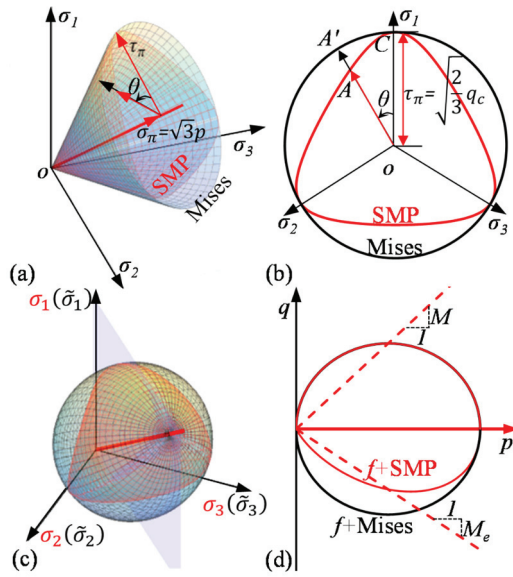 σ1
τπ
θ
σπ=√3p
σ3
SMP
Mises
o
σ2
(a)
σ1
A'
C
A
θ
τπ=√(2/3)qc
o
σ2
SMP
σ3
Mises
(b)
σ1(σ̃1)
σ3(σ̃3)
σ2(σ̃2)
(c)
q
M
1
p
f+SMP
1
f+Mises
Me
(d)